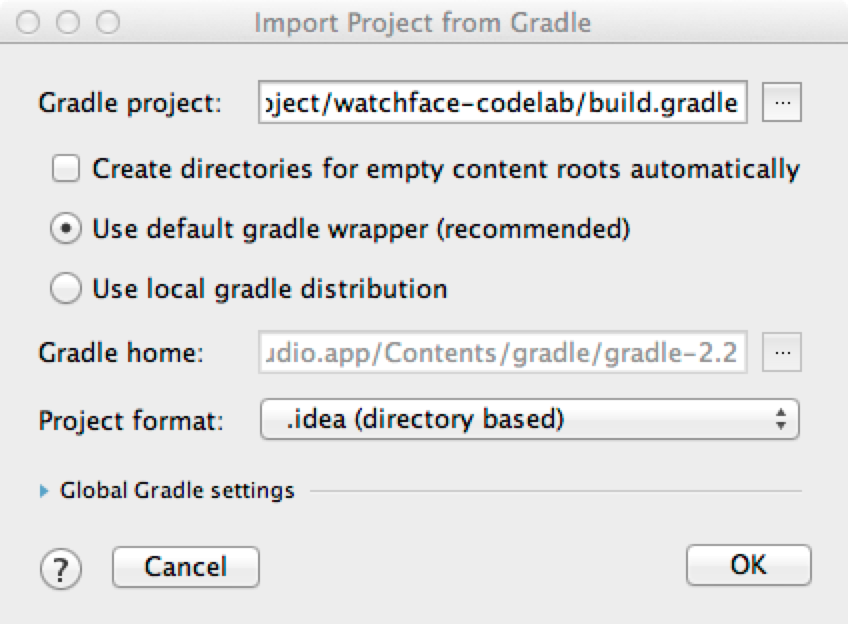 Import Project from Gradle
Gradle project: ject/watchface-codelab/build.gradle ...
Create directories for empty content roots automatically
Use default gradle wrapper (recommended)
Use local gradle distribution
Gradle home: dio.app/Contents/gradle/gradle-2.2 ...
Project format: .idea (directory based)
Global Gradle settings
? Cancel OK